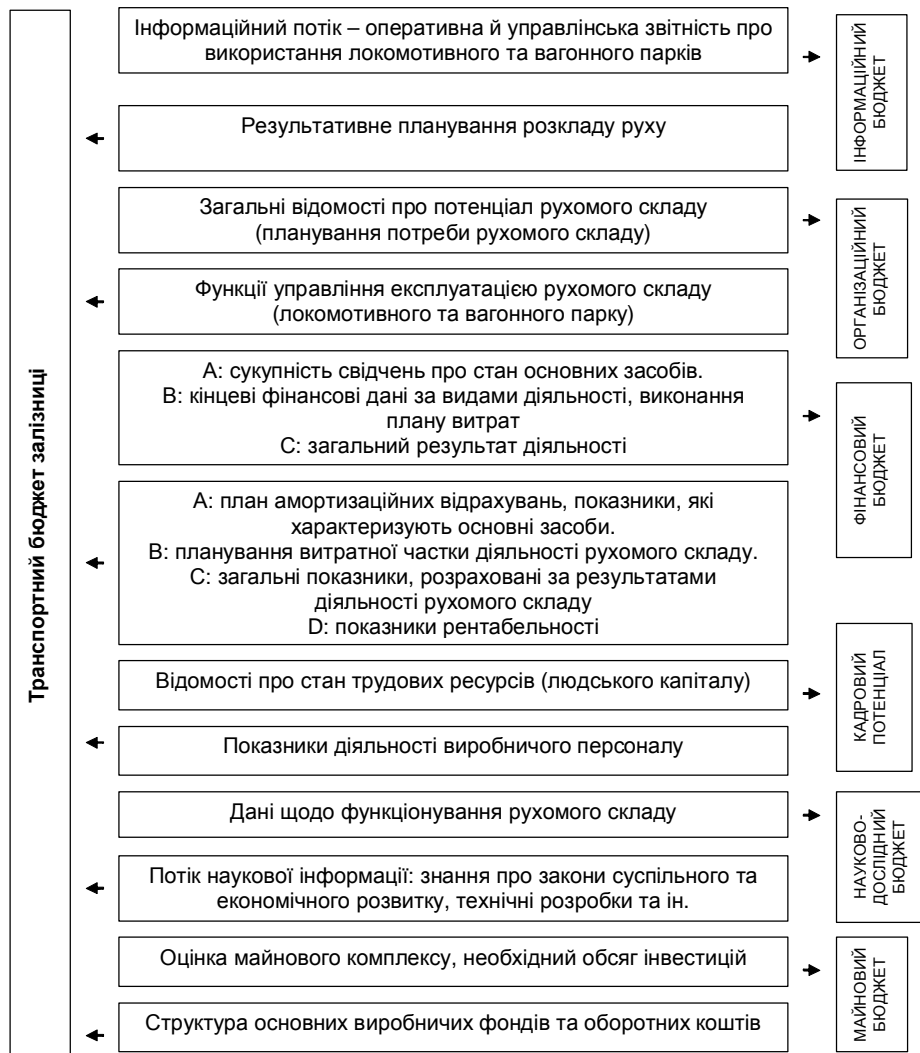 Транспортний бюджет залізниці
Інформаційний потік – оперативна й управлінська звітність про
використання локомотивного та вагонного парків
Результативне планування розкладу руху
ІНФОРМАЦІЙНИЙ
БЮДЖЕТ
Загальні відомості про потенціал рухомого складу
(планування потреби рухомого складу)
Функції управління експлуатацією рухомого складу
(локомотивного та вагонного парку)
ОРГАНІЗАЦІЙНИЙ
БЮДЖЕТ
А: сукупність свідчень про стан основних засобів.
В: кінцеві фінансові дані за видами діяльності, виконання
плану витрат
С: загальний результат діяльності
А: план амортизаційних відрахувань, показники, які
характеризують основні засоби.
В: планування витратної частки діяльності рухомого складу.
С: загальні показники, розраховані за результатами
діяльності рухомого складу
D: показники рентабельності
ФІНАНСОВИЙ
БЮДЖЕТ
Відомості про стан трудових ресурсів (людського капіталу)
Показники діяльності виробничого персоналу
КАДРОВИЙ
ПОТЕНЦІАЛ
Дані щодо функціонування рухомого складу
Потік наукової інформації: знання про закони суспільного та
економічного розвитку, технічні розробки та ін.
НАУКОВО-
ДОСЛІДНИЙ
БЮДЖЕТ
Оцінка майнового комплексу, необхідний обсяг інвестицій
Структура основних виробничих фондів та оборотних коштів
МАЙНОВИЙ
БЮДЖЕТ